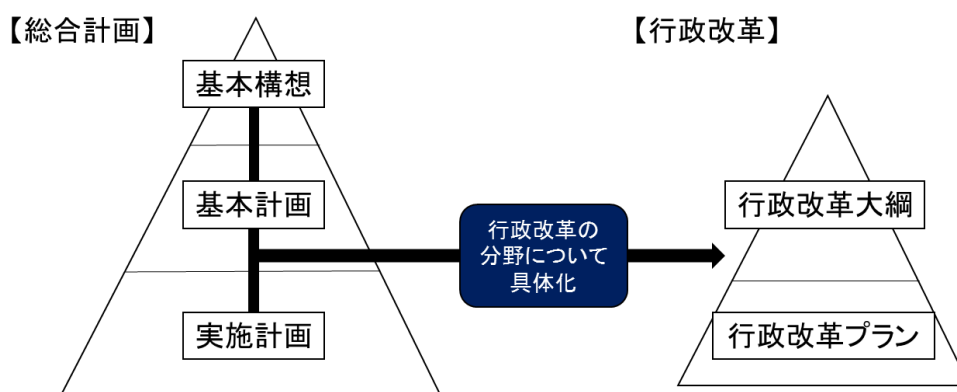 【総合計画】
【行政改革】
基本構想
基本計画
実施計画
行政改革の
分野について
具体化
行政改革大綱
行政改革プラン